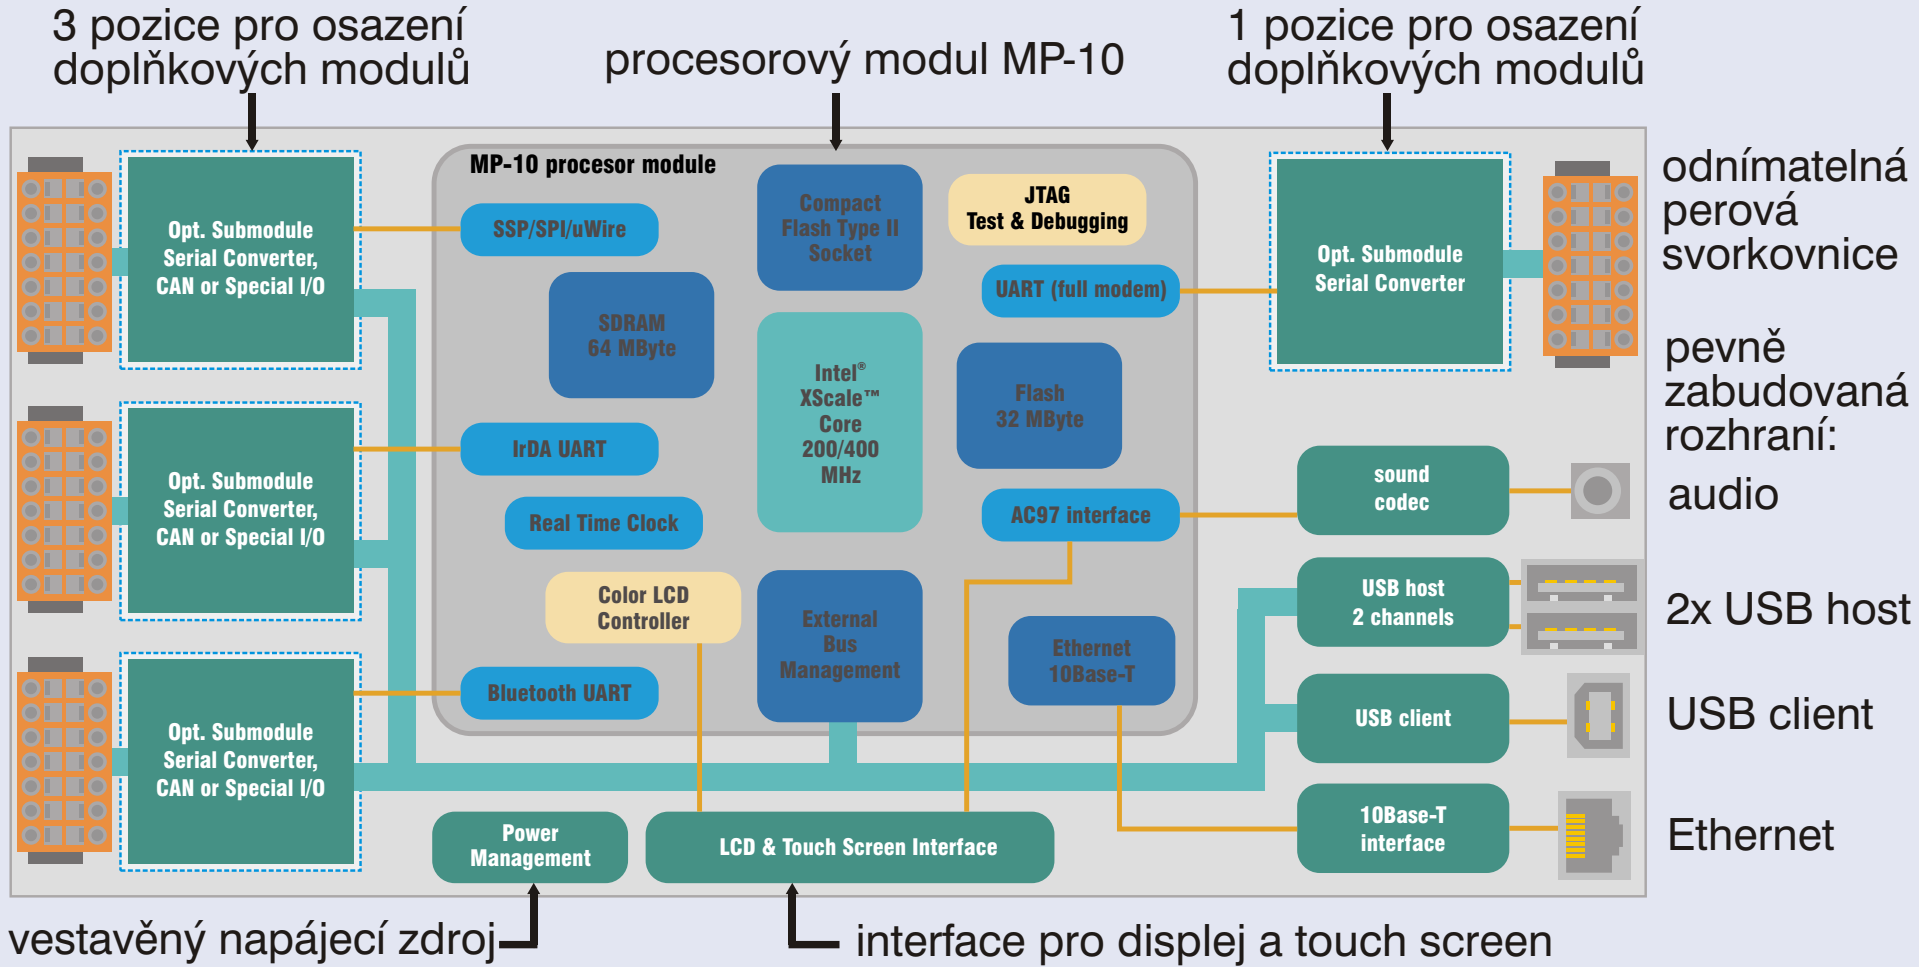 3 pozice pro osazení
doplňkových modulů
procesorový modul MP-10
1 pozice pro osazení
doplňkových modulů
MP-10 procesor module
Opt. Submodule
Serial Converter,
CAN or Special I/O
SSP/SPI/uWire
Compact
Flash Type II
Socket
JTAG
Test & Debugging
UART (full modem)
Opt. Submodule
Serial Converter
odnímatelná
perová
svorkovnice
SDRAM
64 MByte
Intel®
XScale™
Core
200/400
MHz
Flash
32 MByte
pevně
zabudovaná
rozhraní:
Opt. Submodule
Serial Converter,
CAN or Special I/O
IrDA UART
Real Time Clock
AC97 interface
sound
codec
audio
Color LCD
Controller
External
Bus
Management
Ethernet
10Base-T
USB host
2 channels
2x USB host
Opt. Submodule
Serial Converter,
CAN or Special I/O
Bluetooth UART
USB client
USB client
Power
Management
LCD & Touch Screen Interface
10Base-T
interface
Ethernet
vestavěný napájecí zdroj
interface pro displej a touch screen